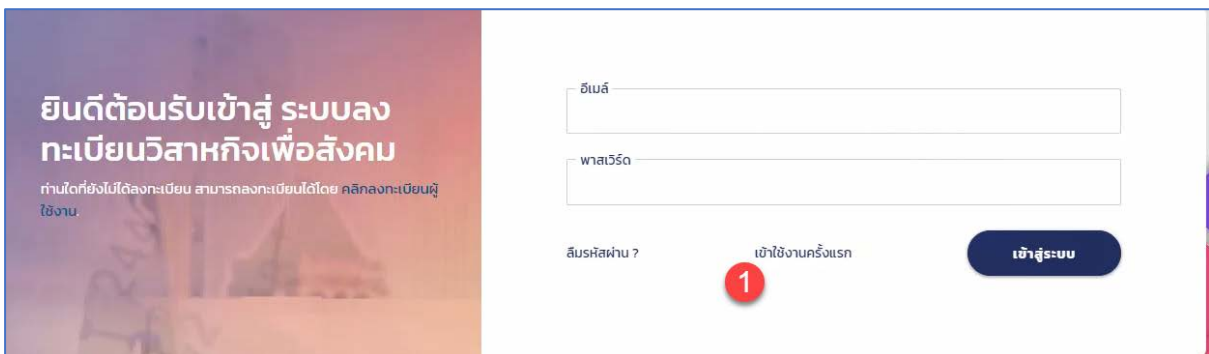 ยินดีต้อนรับเข้าสู่ ระบบลง
ทะเบียนวิสาหกิจเพื่อสังคม
ท่านใดที่ยังไม่ได้ลงทะเบียน สามารถลงทะเบียนได้โดย คลิกลงทะเบียนผู้
ใช้งาน.
อีเมล์
พาสเวิร์ด
ลืมรหัสผ่าน ?
เข้าใช้งานครั้งแรก
เข้าสู่ระบบ
1